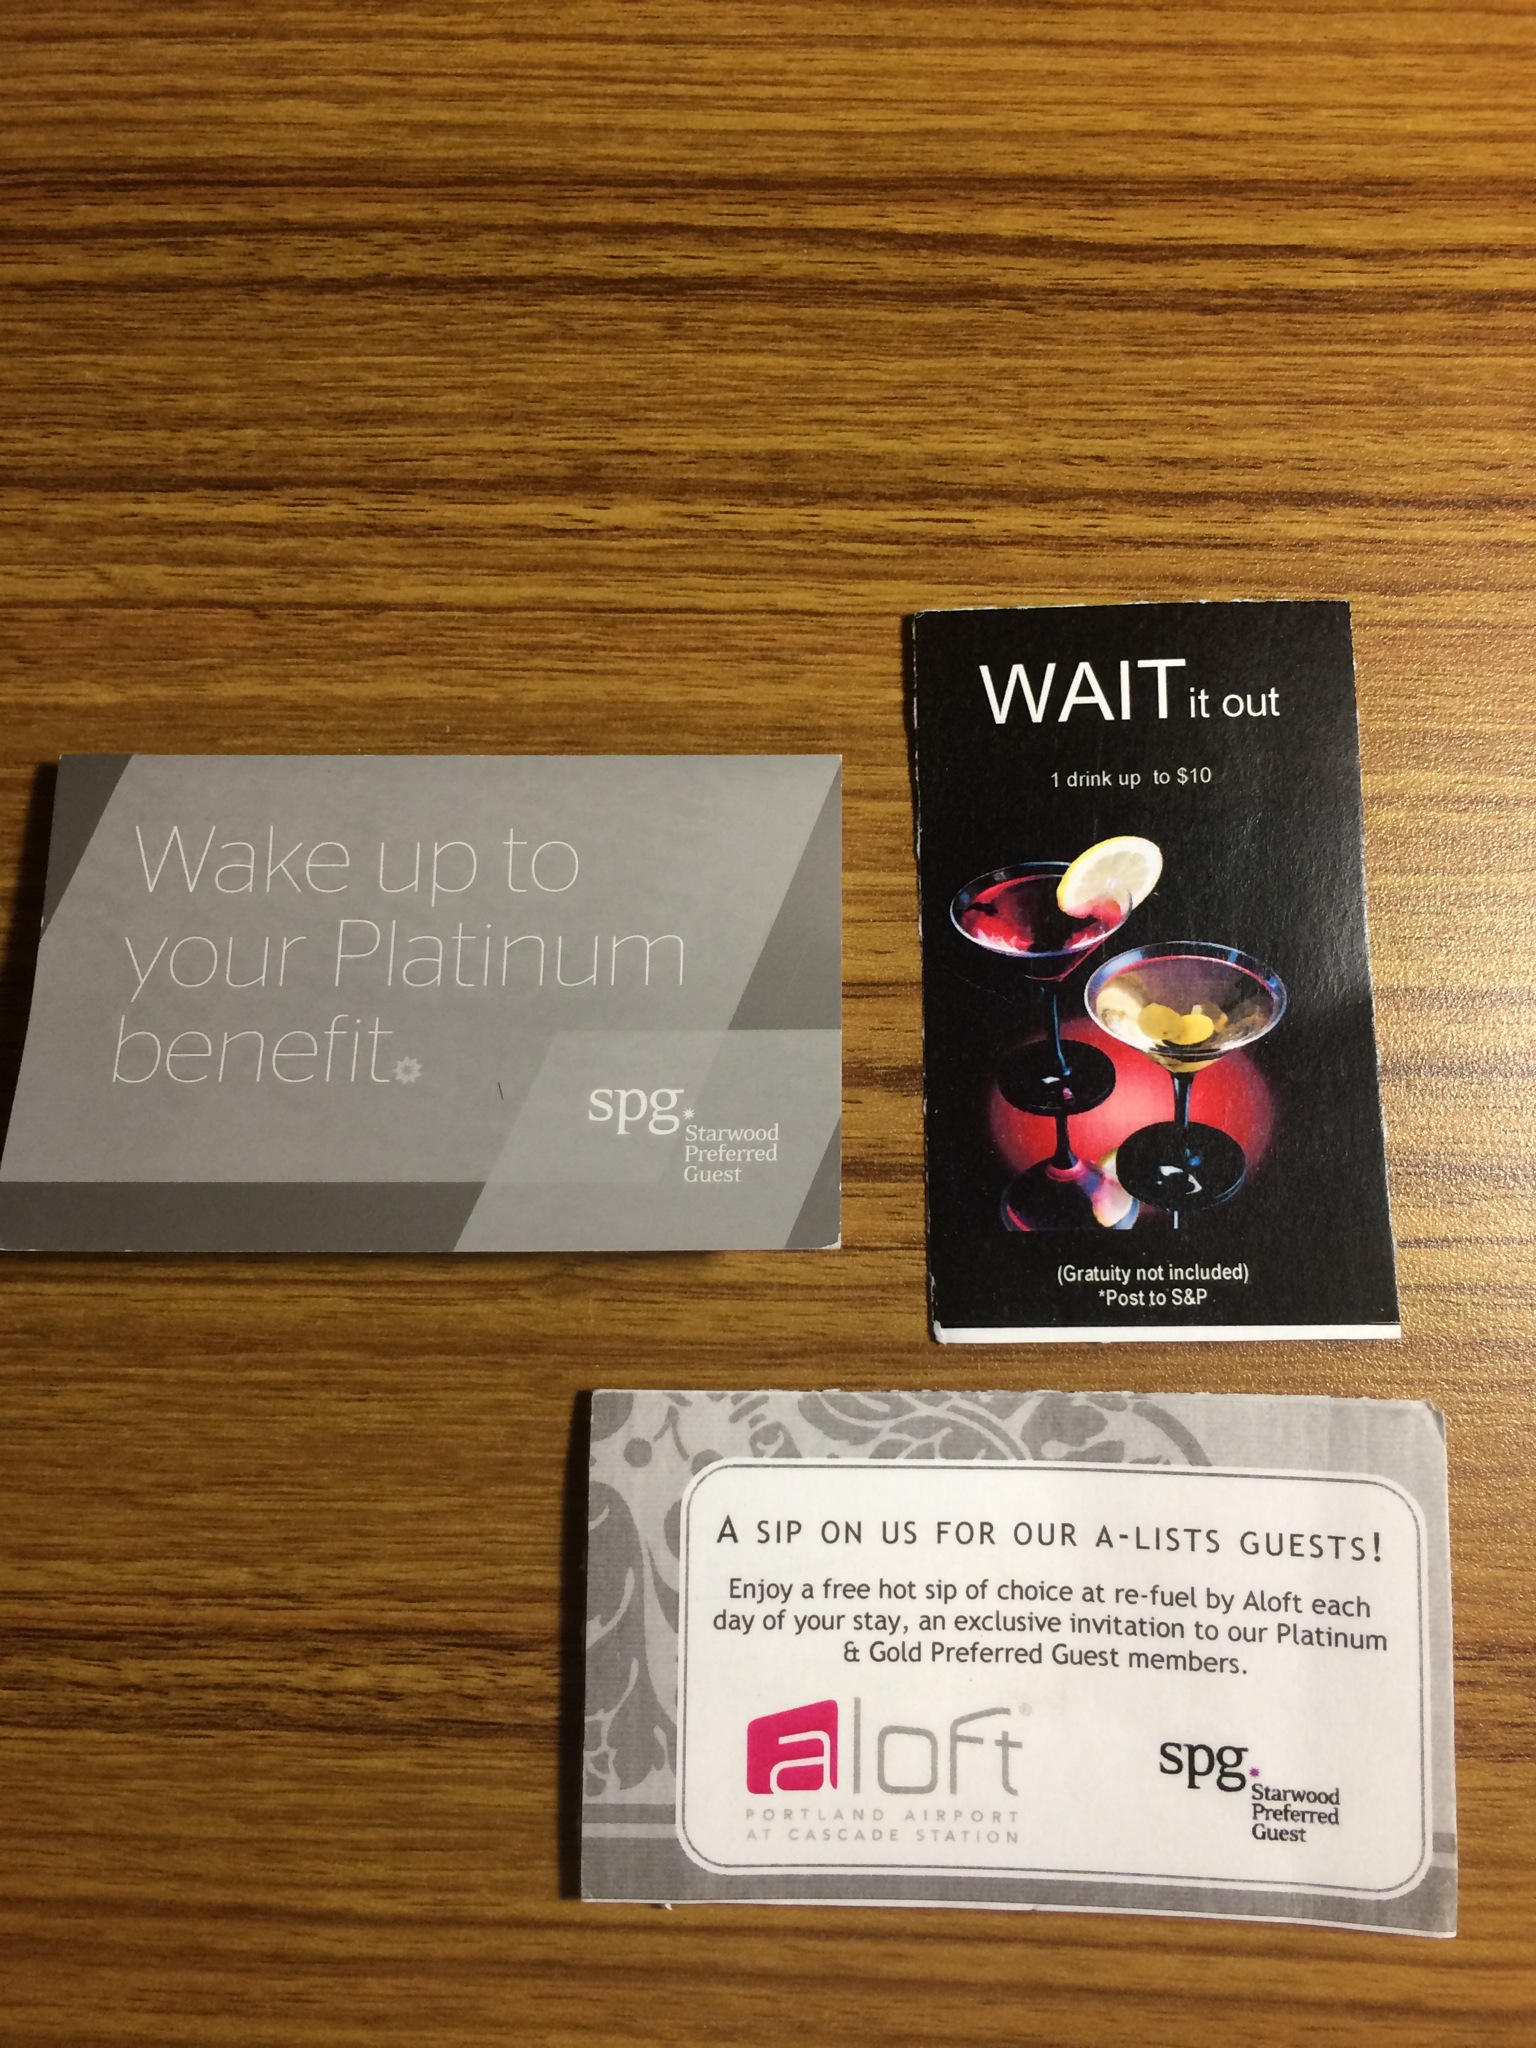 WAIT it out
1 drink up to $10
(Gratuity not included)
*Post to S&P
Wake up to
your Platinum
benefit.
spg.
Starwood
Preferred
Guest
A SIP ON US FOR OUR A-LISTS GUESTS!
Enjoy a free hot sip of choice at re-fuel by Aloft each
day of your stay, an exclusive invitation to our Platinum
& Gold Preferred Guest members.
aloft®
PORTLAND AIRPORT
AT CASCADE STATION
spg.
Starwood
Preferred
Guest